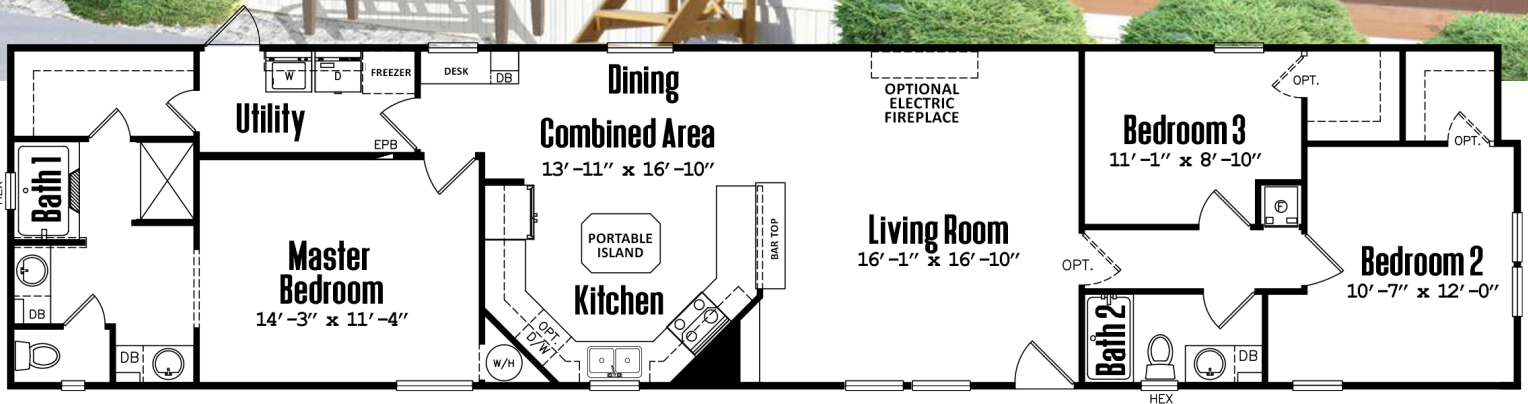 W
D
FREEZER
DESK
DB
Utility
EPB
Dining
Combined Area
13'-11" x 16'-10"
OPTIONAL
ELECTRIC
FIREPLACE
Bedroom 3
11'-1" x 8'-10"
OPT.
OPT.
F
Bath 1
HEX
DB
DB
Master
Bedroom
14'-3" x 11'-4"
PORTABLE
ISLAND
Kitchen
BAR TOP
OPT.
D/W
W/H
Living Room
16'-1" x 16'-10"
OPT.
Bedroom 2
10'-7" x 12'-0"
Bath 2
DB
HEX